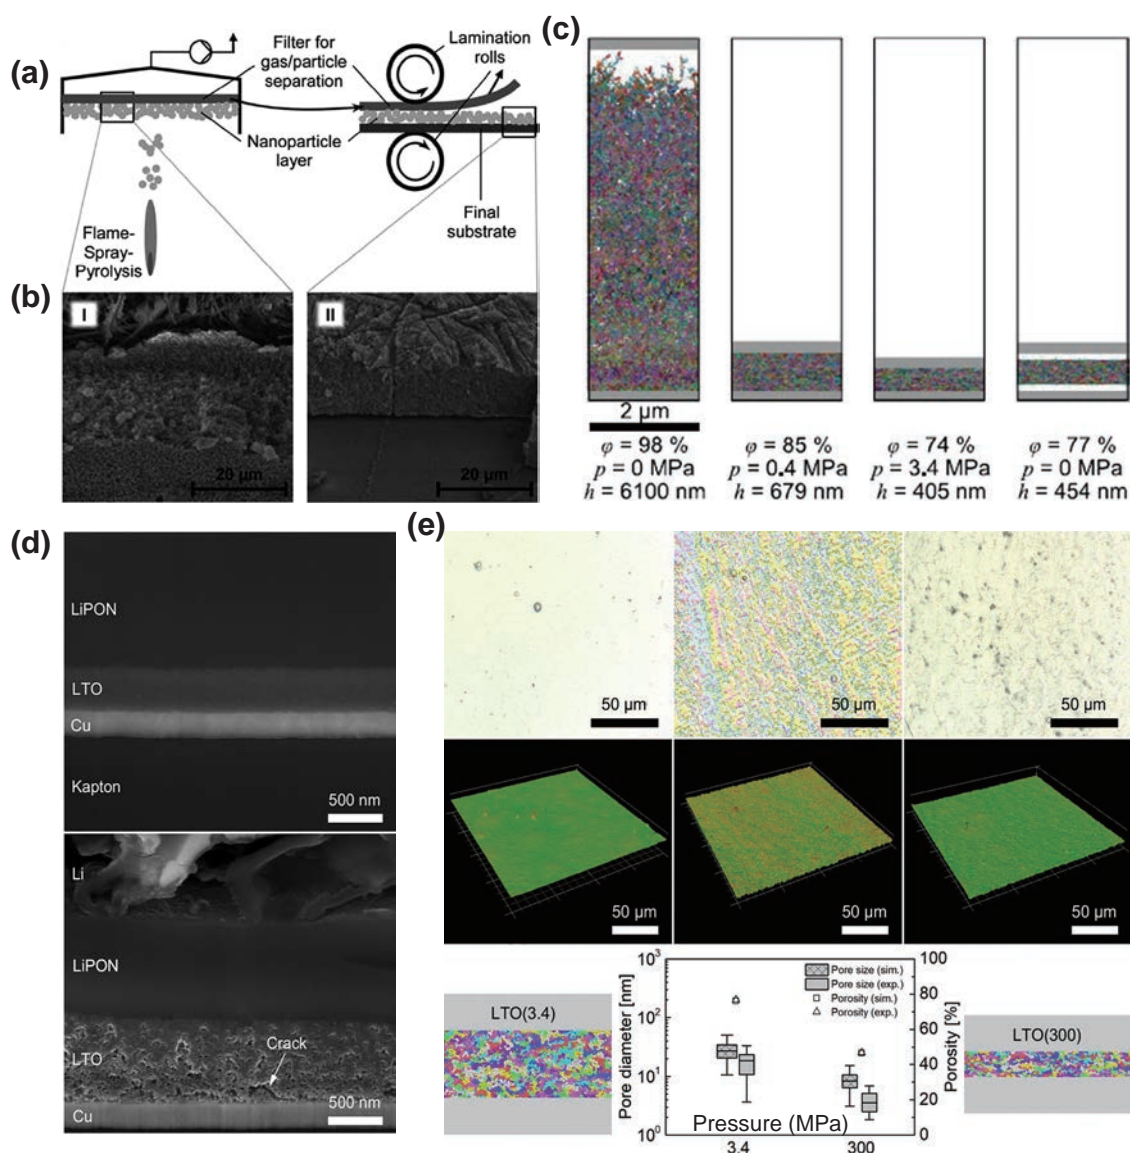 (a)
Filter for
gas/particle
separation
Lamination
rolls
Nanoparticle
layer
Final
substrate
Flame-
Spray-
Pyrolysis
(b)
I
II
20 µm
20 µm
(c)
2 µm
φ = 98 %
p = 0 MPa
h = 6100 nm
φ = 85 %
p = 0.4 MPa
h = 679 nm
φ = 74 %
p = 3.4 MPa
h = 405 nm
φ = 77 %
p = 0 MPa
h = 454 nm
(d)
LiPON
LTO
Cu
Kapton
500 nm
Li
LiPON
LTO
Crack
Cu
500 nm
(e)
50 µm
50 µm
50 µm
50 µm
50 µm
50 µm
LTO(3.4)
Pore diameter [nm]
10³
10²
10¹
10⁰
Pore size (sim.)
Pore size (exp.)
Porosity (sim.)
Porosity (exp.)
Pressure (MPa)
3.4
300
100
80
60
40
20
0
Porosity [%]
LTO(300)